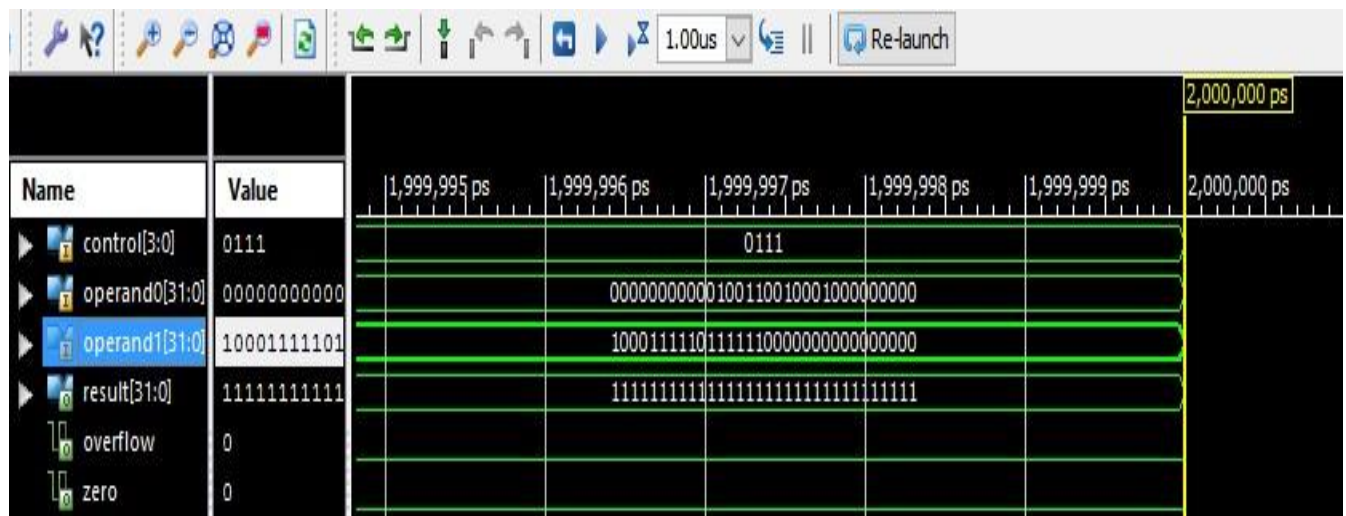 1.00us
Re-launch
2,000,000 ps
Name Value 1,999,995 ps 1,999,996 ps 1,999,997 ps 1,999,998 ps 1,999,999 ps 2,000,000 ps
control[3:0] 0111 0111
operand0[31:0] 00000000000 00000000000100110010001000000000
operand1[31:0] 10001111101 10001111101111110000000000000000
result[31:0] 11111111111 11111111111111111111111111111111
overflow 0
zero 0